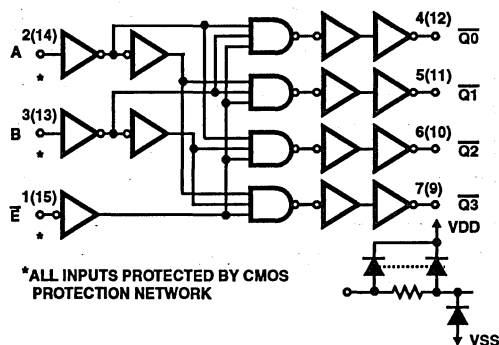 2(14)
A
*
3(13)
B
*
1(15)
E
*
4(12)
Q0
5(11)
Q1
6(10)
Q2
7(9)
Q3
VDD
*ALL INPUTS PROTECTED BY CMOS
PROTECTION NETWORK
VSS